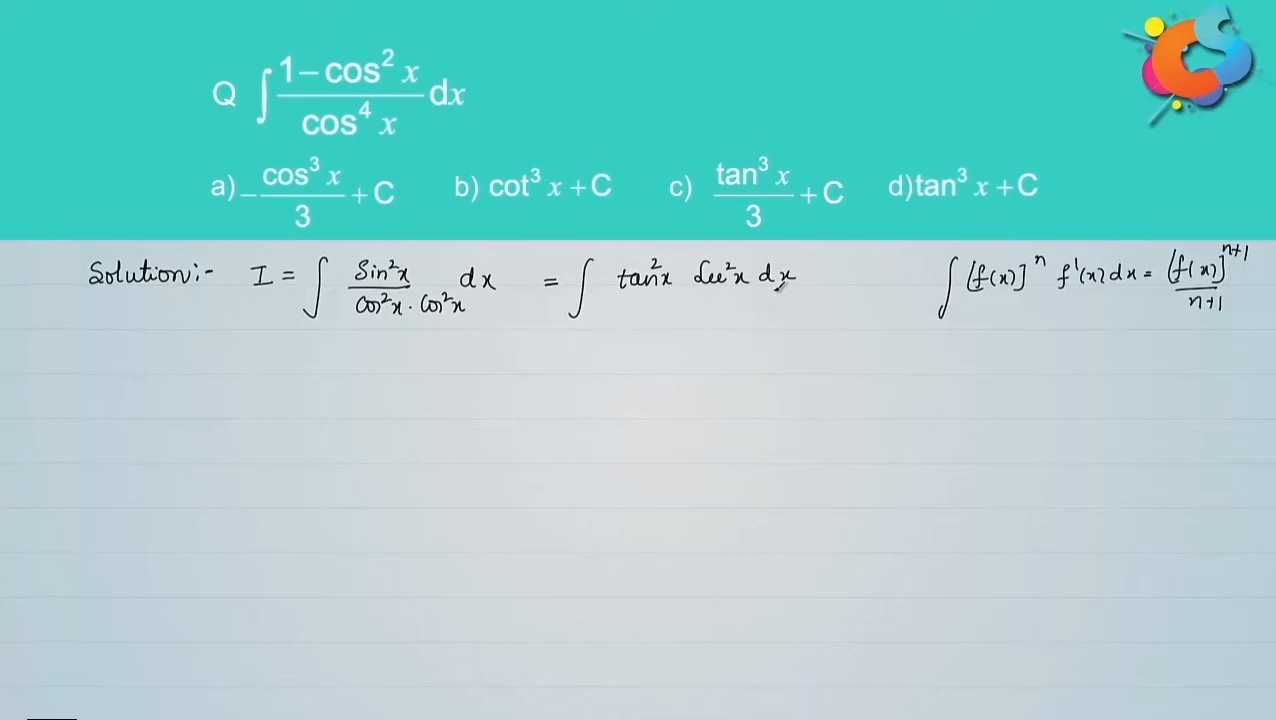 Q ∫ (1 − cos² x)/(cos⁴ x) dx
a) − cos³ x/3 + C b) cot³ x + C c) tan³ x/3 + C d)tan³ x + C
Solution:- I = ∫ Sin²x/(Cos²x . Cos²x) dx = ∫ tan²x Sec²x dx ∫ [f(x)]ⁿ f'(x) dx = [f(x)]ⁿ⁺¹/(n+1)